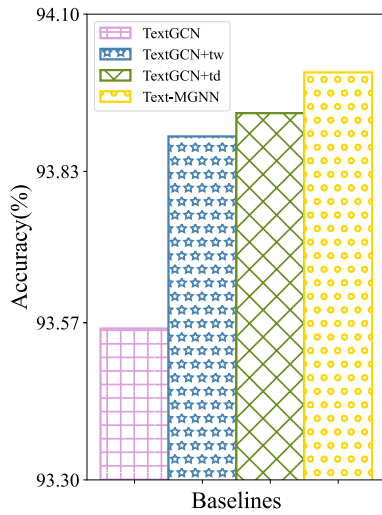 94.10
93.83
93.57
93.30
Accuracy(%)
TextGCN
TextGCN+tw
TextGCN+td
Text-MGNN
Baselines